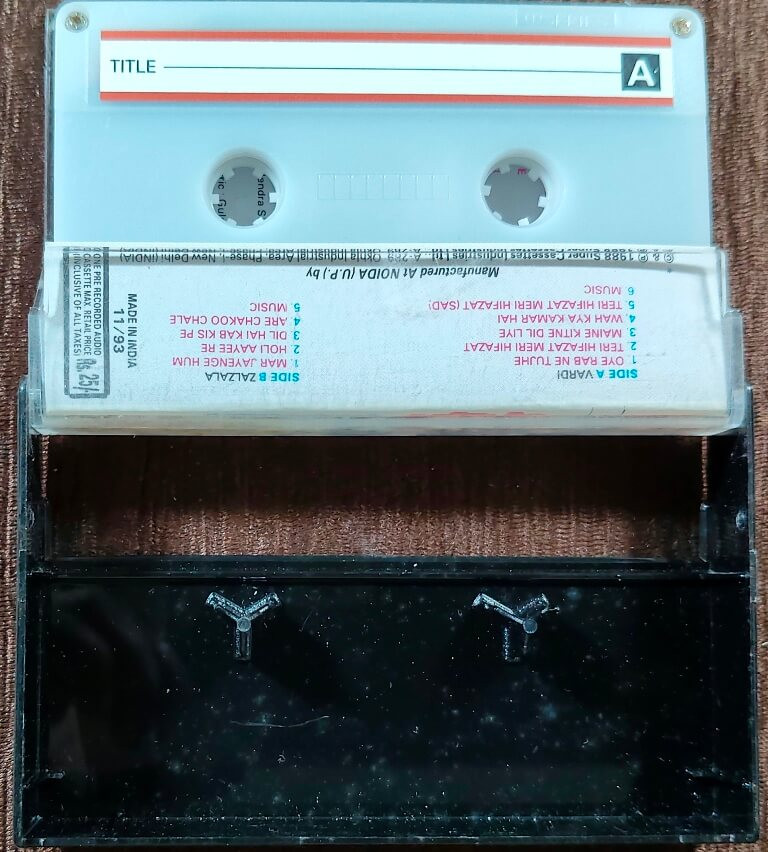 TITLE
A
endra S
ric · Gul
SIDE A VARDI
1. OYE RAB NE TUJHE
2. TERI HIFAZAT MERI HIFAZAT
3. MAINE KITNE DIL LIYE
4. WAH KYA KAMAR HAI
5. TERI HIFAZAT MERI HIFAZAT (SAD)
6. MUSIC
SIDE B ZALZALA
1. MAR JAYENGE HUM
2. HOLI AAYEE RE
3. DIL HAI KAB KIS PE
4. ARE CHAKOO CHALE
5. MUSIC
Manufactured At NOIDA (U.P.) by
© & ℗ 1988 Super Cassettes Industries Ltd.
Okhla Industrial Area, Phase-I, New Delhi (INDIA)
MADE IN INDIA
11/93
ONE PRE RECORDED AUDIO
CASSETTE MAX. RETAIL PRICE
(INCLUSIVE OF ALL TAXES)
Rs. 25/-